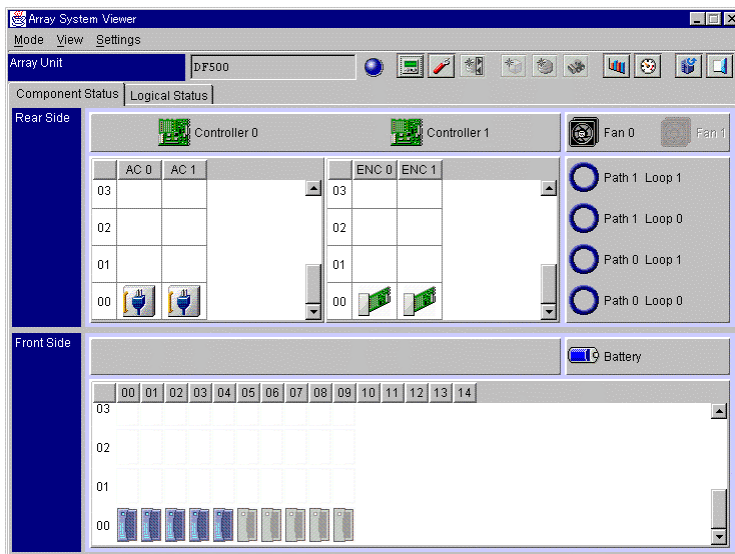 Array System Viewer
Mode View Settings
Array Unit DF500
Component Status Logical Status
Rear Side
Controller 0 Controller 1 Fan 0 Fan 1
AC 0 AC 1
03
02
01
00
ENC 0 ENC 1
03
02
01
00
Path 1 Loop 1
Path 1 Loop 0
Path 0 Loop 1
Path 0 Loop 0
Front Side
Battery
00 01 02 03 04 05 06 07 08 09 10 11 12 13 14
03
02
01
00